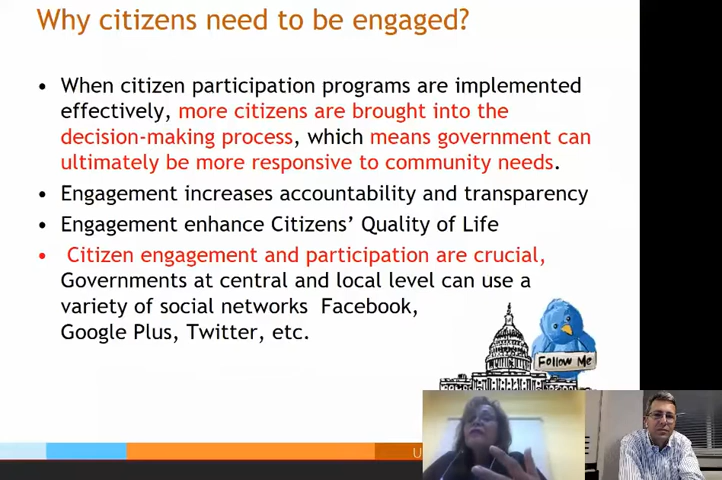 Why citizens need to be engaged?
• When citizen participation programs are implemented
effectively, more citizens are brought into the
decision-making process, which means government can
ultimately be more responsive to community needs.
• Engagement increases accountability and transparency
• Engagement enhance Citizens' Quality of Life
• Citizen engagement and participation are crucial,
Governments at central and local level can use a
variety of social networks Facebook,
Google Plus, Twitter, etc.
Follow Me